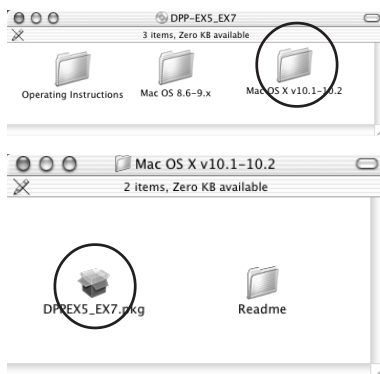 DPP-EX5_EX7
3 items, Zero KB available
Operating Instructions
Mac OS 8.6-9.x
Mac OS X v10.1-10.2
Mac OS X v10.1-10.2
2 items, Zero KB available
DPPEX5_EX7.pkg
Readme